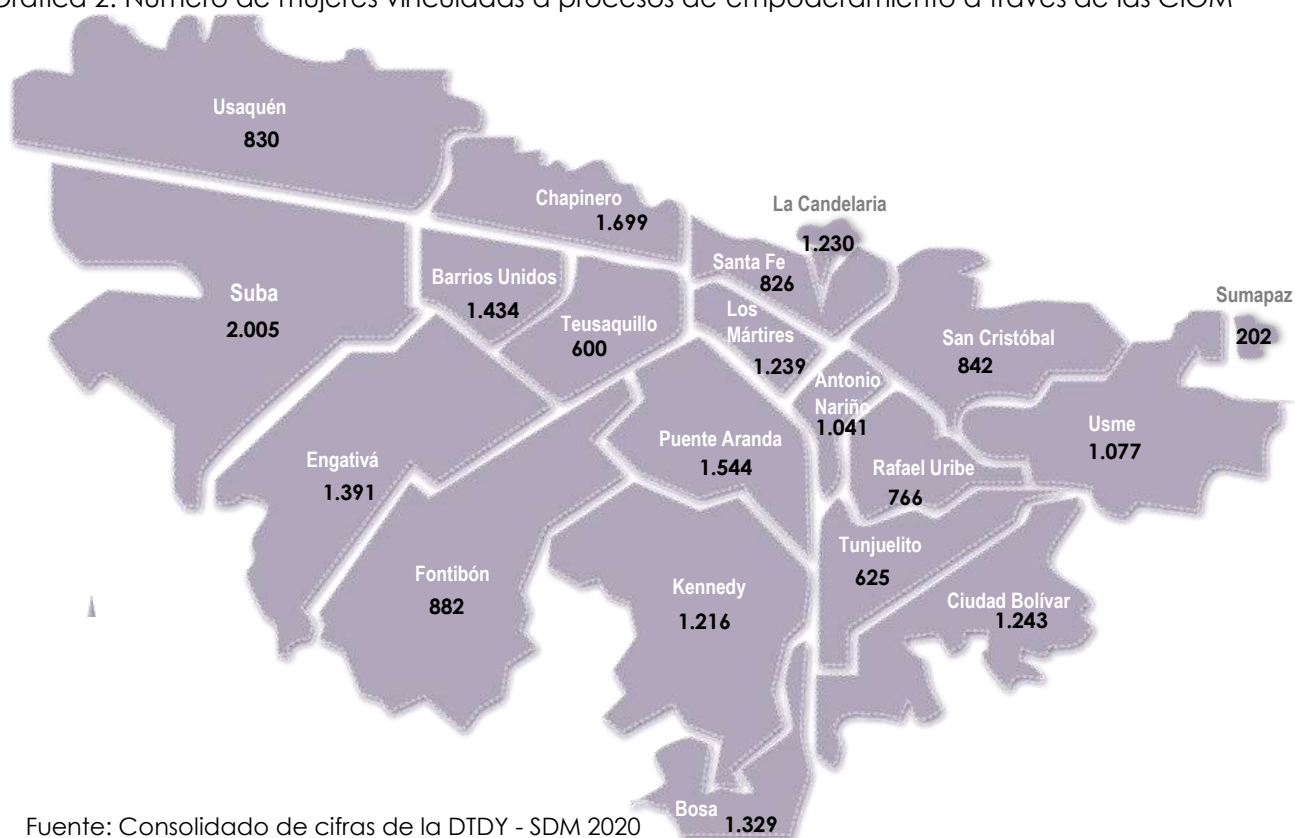 Gráfica 2. Número de mujeres vinculadas a procesos de empoderamiento a través de las CIOM
Usaquén
830
Chapinero
1.699
La Candelaria
1.230
Santa Fe
826
Suba
2.005
Barrios Unidos
1.434
Teusaquillo
600
Los
Mártires
1.239
Sumapaz
202
San Cristóbal
842
Antonio
Nariño
1.041
Usme
1.077
Engativá
1.391
Puente Aranda
1.544
Rafael Uribe
766
Fontibón
882
Kennedy
1.216
Tunjuelito
625
Ciudad Bolívar
1.243
Bosa
1.329
Fuente: Consolidado de cifras de la DTDY - SDM 2020